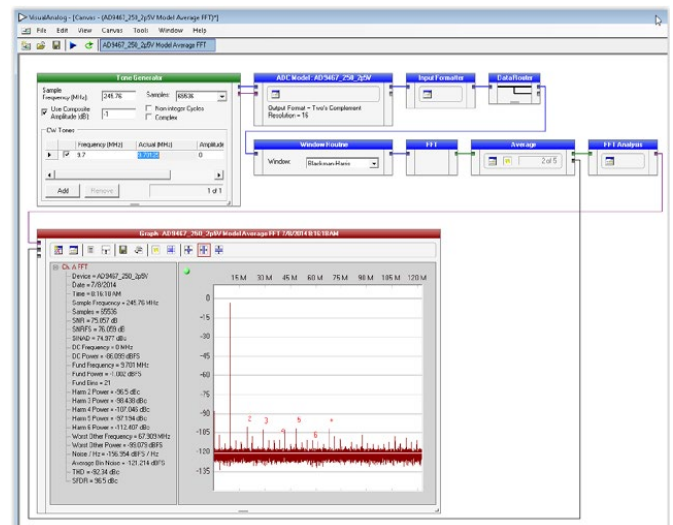 VisualAnalog - [Canvas - (AD9467_250_2p5V Model Average FFT)*]
File Edit View Canvas Tools Window Help
AD9467_250_2p5V Model Average FFT
Tone Generator
Sample Frequency (MHz): 245.76 Samples: 65536
Use Composite Amplitude (dB): -1
Non-integer Cycles
Complex
CW Tones
Frequency (MHz) Actual (MHz) Amplitude
9.7 0
Add Remove 1 of 1
ADC Model: AD9467_250_2p5V
Output Format = Two's Complement
Resolution = 16
Input Formatter
Data Router
Window Routine
Window: Blackman-Harris
FFT
Average
2 of 5
FFT Analysis
Graph - AD9467_250_2p5V Model Average FFT 7/8/2014 8:16:18 AM
Ch. A FFT
Device = AD9467_250_2p5V
Date = 7/8/2014
Time = 8:16:18 AM
Sample Frequency = 245.76 MHz
Samples = 65536
SNR = 75.057 dB
SNRFS = 76.059 dB
SINAD = 74.977 dBc
DC Frequency = 0 MHz
DC Power = -86.099 dBFS
Fund Frequency = 9.701 MHz
Fund Power = -1.002 dBFS
Fund Bins = 21
Harm 2 Power = -96.5 dBc
Harm 3 Power = -98.438 dBc
Harm 4 Power = -107.046 dBc
Harm 5 Power = -97.194 dBc
Harm 6 Power = -112.407 dBc
Worst Other Frequency = 67.909 MHz
Worst Other Power = -99.079 dBFS
Noise / Hz = -156.954 dBFS / Hz
Average Bin Noise = -121.214 dBFS
THD = -92.34 dBc
SFDR = 96.5 dBc
15 M 30 M 45 M 60 M 75 M 90 M 105 M 120 M
0
-15
-30
-45
-60
-75
-90
-105
-120
-135
2 3 4 5 6 +